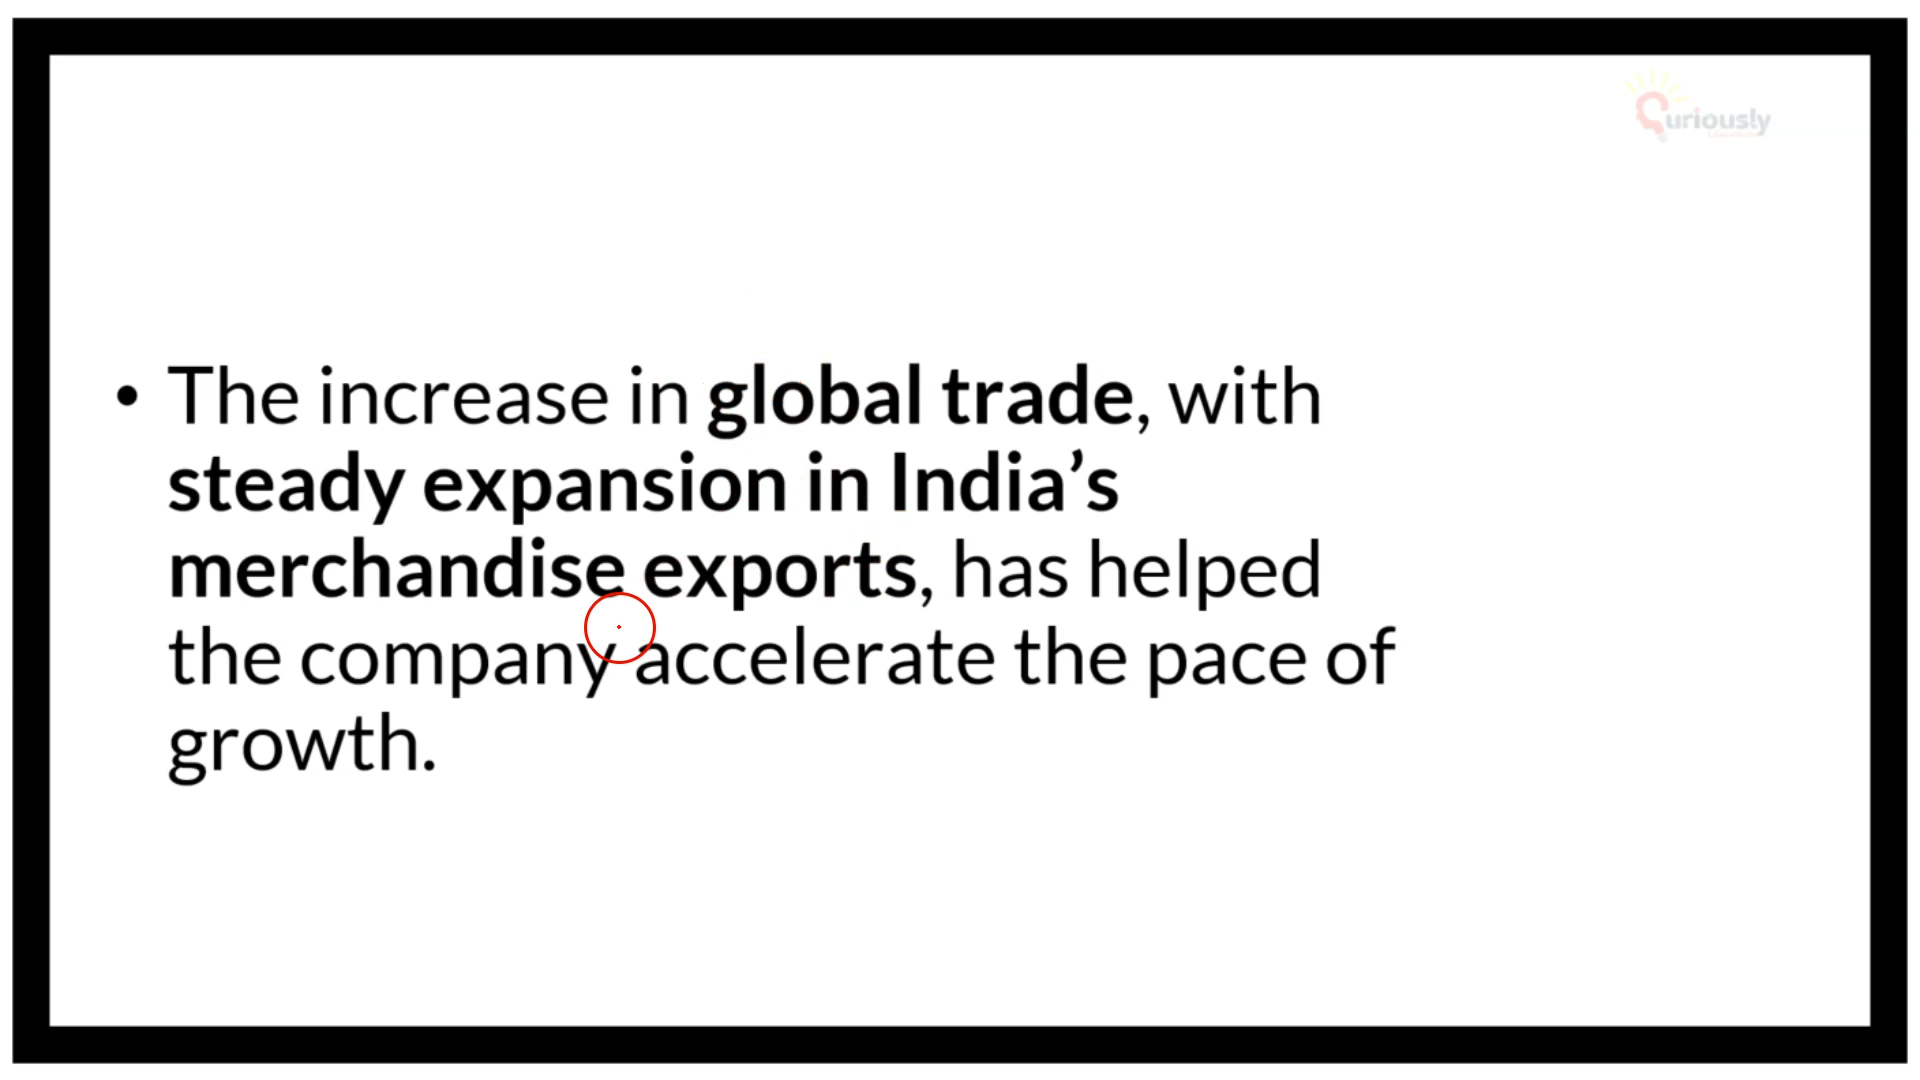 uriously
• The increase in global trade, with
steady expansion in India’s
merchandise exports, has helped
the company accelerate the pace of
growth.